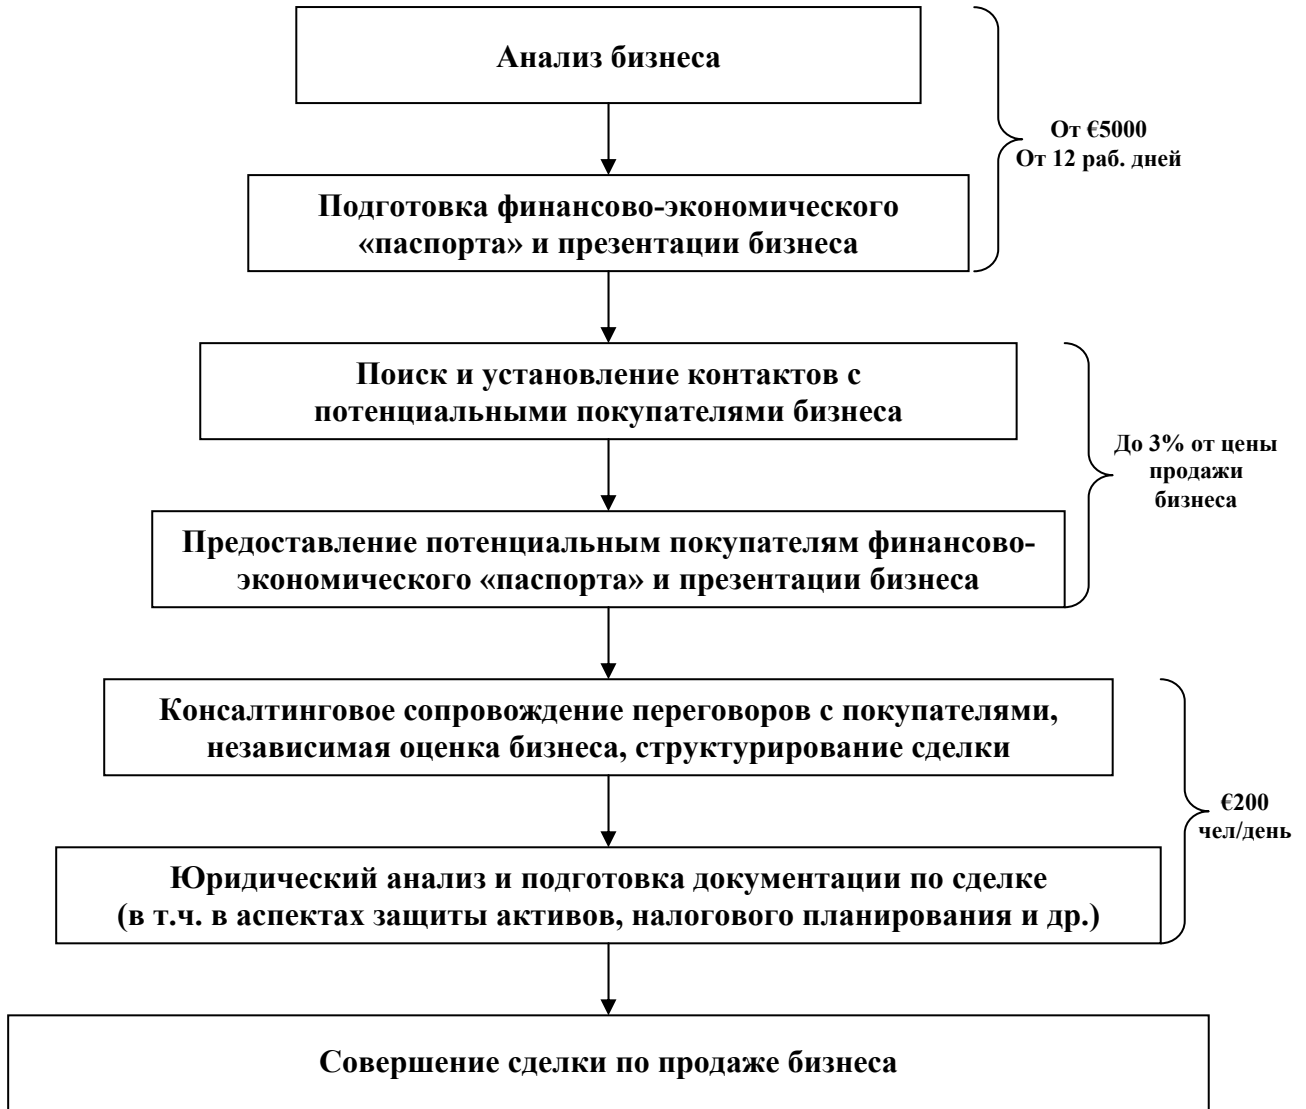 Анализ бизнеса
От €5000
От 12 раб. дней
Подготовка финансово-экономического
«паспорта» и презентации бизнеса
Поиск и установление контактов с
потенциальными покупателями бизнеса
До 3% от цены
продажи
бизнеса
Предоставление потенциальным покупателям финансово-
экономического «паспорта» и презентации бизнеса
Консалтинговое сопровождение переговоров с покупателями,
независимая оценка бизнеса, структурирование сделки
€200
чел/день
Юридический анализ и подготовка документации по сделке
(в т.ч. в аспектах защиты активов, налогового планирования и др.)
Совершение сделки по продаже бизнеса